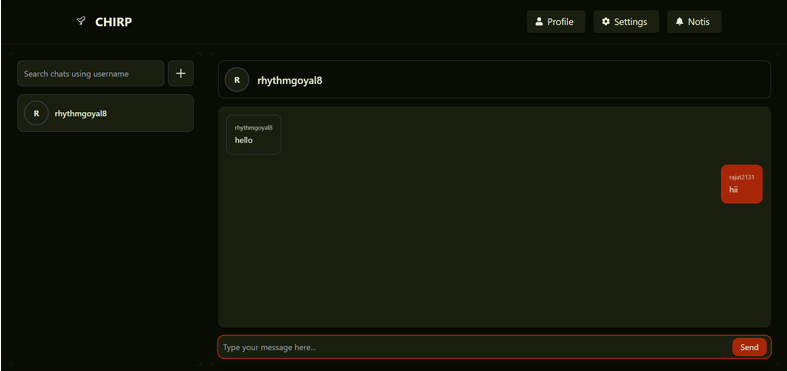 CHIRP
Profile
Settings
Notis
Search chats using username
R
rhythmgoyal8
R
rhythmgoyal8
rhythmgoyal8
hello
rajat2131
hii
Type your message here...
Send